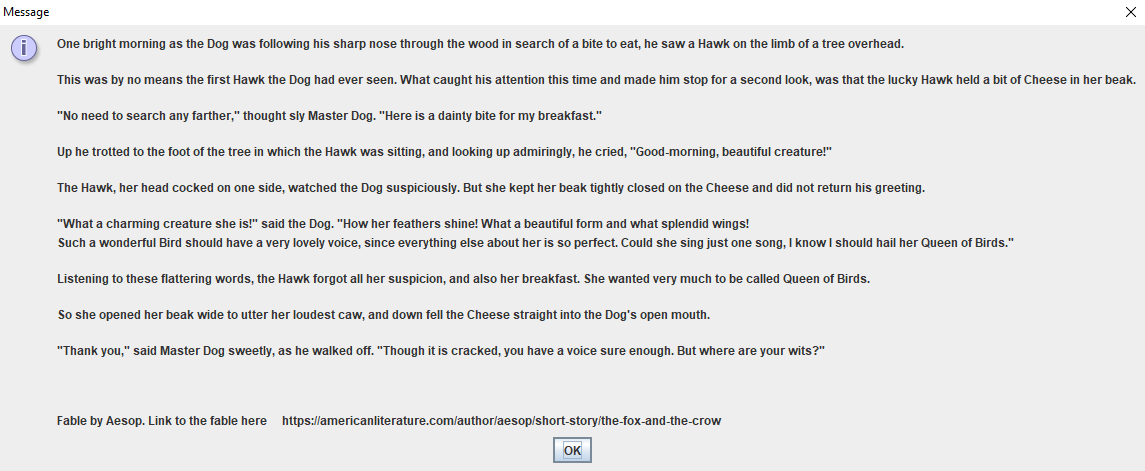 Message
One bright morning as the Dog was following his sharp nose through the wood in search of a bite to eat, he saw a Hawk on the limb of a tree overhead.
This was by no means the first Hawk the Dog had ever seen. What caught his attention this time and made him stop for a second look, was that the lucky Hawk held a bit of Cheese in her beak.
"No need to search any farther," thought sly Master Dog. "Here is a dainty bite for my breakfast."
Up he trotted to the foot of the tree in which the Hawk was sitting, and looking up admiringly, he cried, "Good-morning, beautiful creature!"
The Hawk, her head cocked on one side, watched the Dog suspiciously. But she kept her beak tightly closed on the Cheese and did not return his greeting.
"What a charming creature she is!" said the Dog. "How her feathers shine! What a beautiful form and what splendid wings!
Such a wonderful Bird should have a very lovely voice, since everything else about her is so perfect. Could she sing just one song, I know I should hail her Queen of Birds."
Listening to these flattering words, the Hawk forgot all her suspicion, and also her breakfast. She wanted very much to be called Queen of Birds.
So she opened her beak wide to utter her loudest caw, and down fell the Cheese straight into the Dog's open mouth.
"Thank you," said Master Dog sweetly, as he walked off. "Though it is cracked, you have a voice sure enough. But where are your wits?"
Fable by Aesop. Link to the fable here https://americanliterature.com/author/aesop/short-story/the-fox-and-the-crow
OK